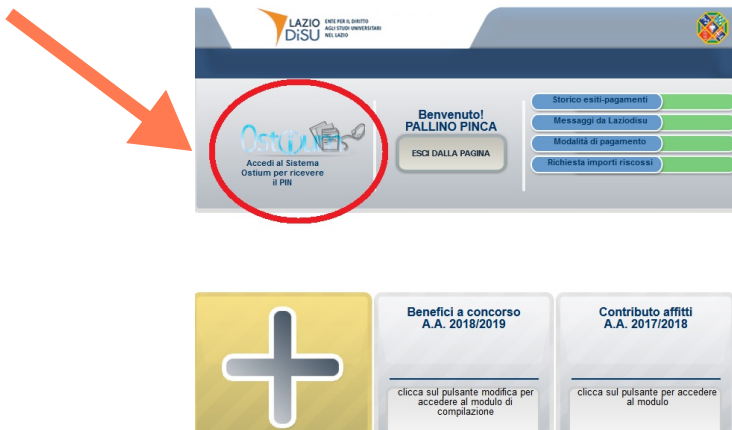 LAZIO
DiSU
ENTE PER IL DIRITTO
AGLI STUDI UNIVERSITARI
NEL LAZIO
Ostium
Accedi al Sistema
Ostium per ricevere
il PIN
Benvenuto!
PALLINO PINCA
ESCI DALLA PAGINA
Storico esiti-pagamenti
Messaggi da Laziodisu
Modalità di pagamento
Richiesta importi riscossi
Benefici a concorso
A.A. 2018/2019
clicca sul pulsante modifica per
accedere al modulo di
compilazione
Contributo affitti
A.A. 2017/2018
clicca sul pulsante per accedere
al modulo